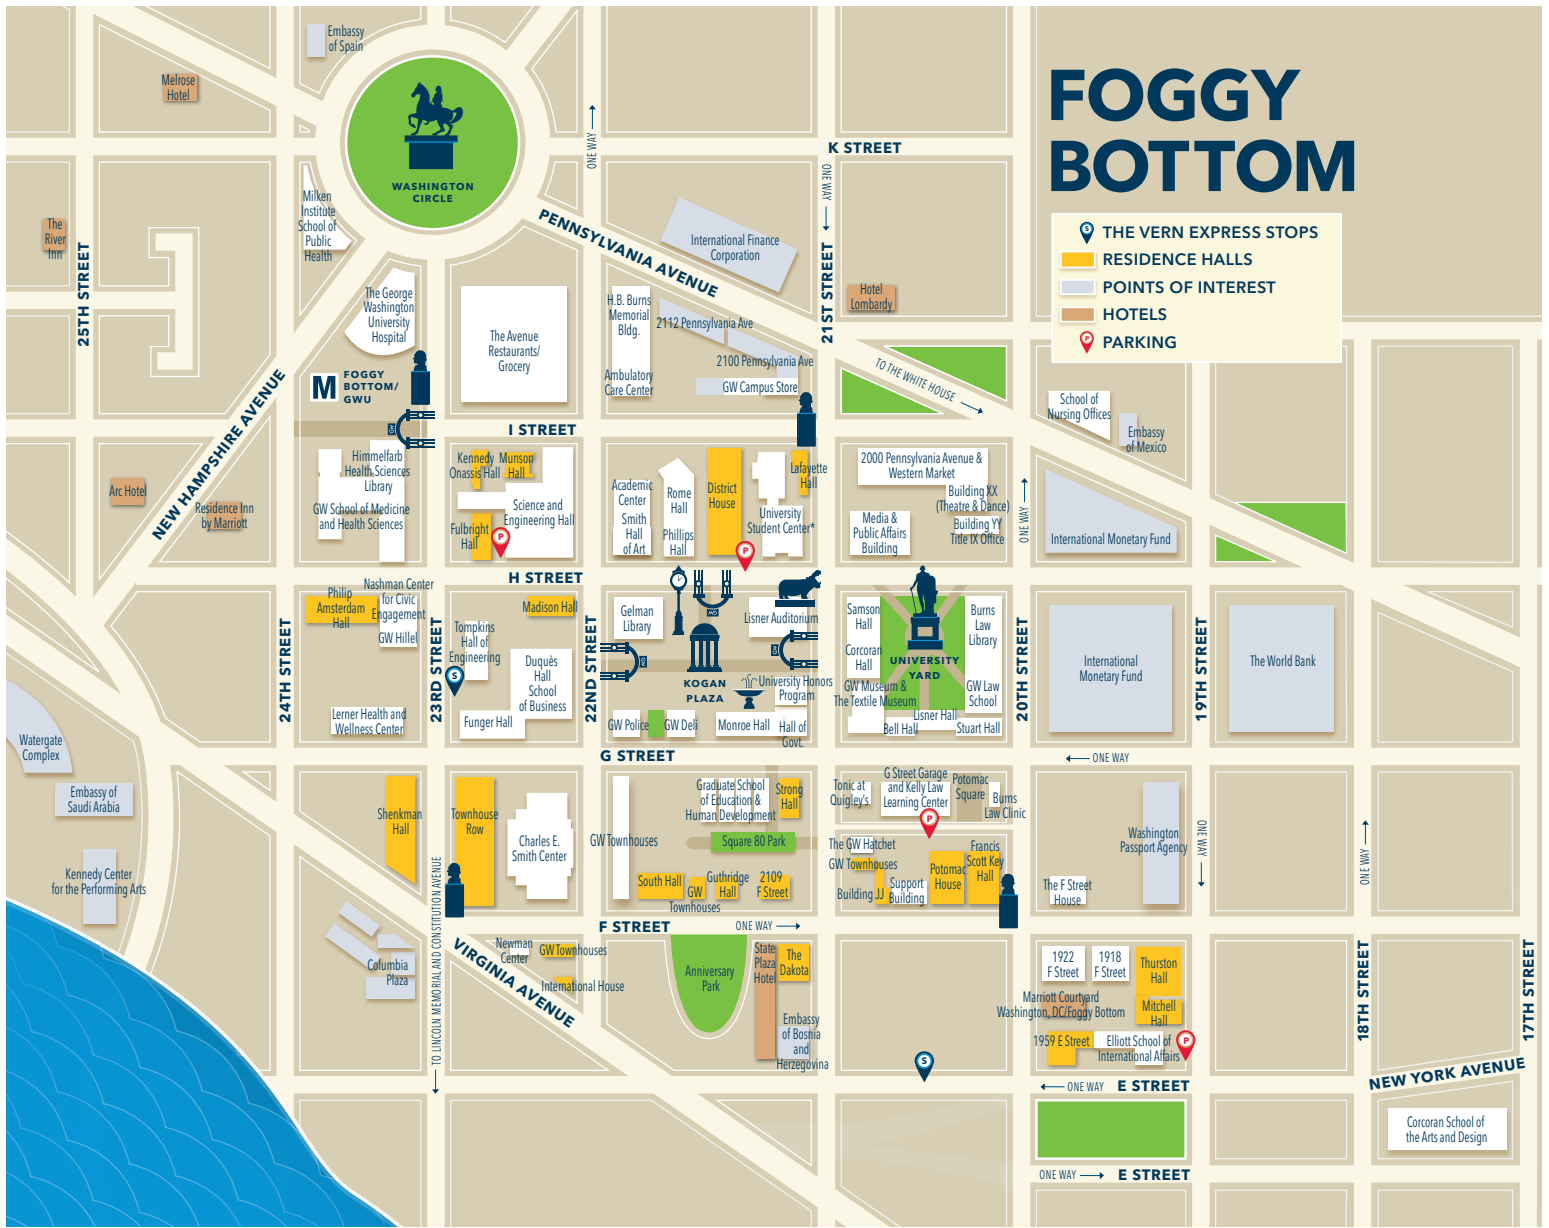 FOGGY
BOTTOM
S THE VERN EXPRESS STOPS
RESIDENCE HALLS
POINTS OF INTEREST
HOTELS
P PARKING
Embassy
of Spain
Melrose
Hotel
WASHINGTON
CIRCLE
ONE WAY
K STREET
ONE WAY
Milken
Institute
School of
Public
Health
The
River
Inn
25TH STREET
PENNSYLVANIA AVENUE
International Finance
Corporation
21ST STREET
Hotel
Lombardy
The George
Washington
University
Hospital
The Avenue
Restaurants/
Grocery
H.B. Burns
Memorial
Bldg.
Ambulatory
Care Center
2112 Pennsylvania Ave
2100 Pennsylvania Ave
GW Campus Store
TO THE WHITE HOUSE
M
FOGGY
BOTTOM/
GWU
GW
NEW HAMPSHIRE AVENUE
I STREET
School of
Nursing Offices
Embassy
of Mexico
Himmelfarb
Health Sciences
Library
GW School of Medicine
and Health Sciences
Kennedy
Onassis Hall
Munson
Hall
Science and
Engineering Hall
Fulbright
Hall
P
Academic
Center
Smith
Hall
of Art
Rome
Hall
Phillips
Hall
District
House
P
Lafayette
Hall
University
Student Center*
2000 Pennsylvania Avenue &
Western Market
Building XX
(Theatre & Dance)
Building YY
Title IX Office
Media &
Public Affairs
Building
ONE WAY
International Monetary Fund
Arc Hotel
Residence Inn
by Marriott
H STREET
Philip
Amsterdam
Hall
Nashman Center
for Civic
Engagement
GW Hillel
24TH STREET
23RD STREET
Madison Hall
Tompkins
Hall of
Engineering
S
Duquès
Hall
School
of Business
Funger Hall
Lerner Health and
Wellness Center
22ND STREET
Gelman
Library
GW
GW
GW
KOGAN
PLAZA
Lisner Auditorium
University Honors
Program
GW Police
GW Deli
Monroe Hall
Hall of
Govt.
Samson
Hall
Corcoran
Hall
GW Museum &
The Textile Museum
UNIVERSITY
YARD
Burns
Law
Library
GW Law
School
Lisner Hall
Bell Hall
Stuart Hall
20TH STREET
International
Monetary Fund
19TH STREET
The World Bank
G STREET
ONE WAY
Watergate
Complex
Embassy of
Saudi Arabia
Kennedy Center
for the Performing Arts
Shenkman
Hall
Townhouse
Row
Charles E.
Smith Center
GW Townhouses
Graduate School
of Education &
Human Development
Strong
Hall
Square 80 Park
South Hall
GW
Townhouses
Guthridge
Hall
2109
F Street
Tonic at
Quigley's
G Street Garage
and Kelly Law
Learning Center
Potomac
Square
Burns
Law Clinic
P
The GW Hatchet
GW Townhouses
Building JJ
Support
Building
Potomac
House
Francis
Scott Key
Hall
Washington
Passport Agency
The F Street
House
ONE WAY
ONE WAY
TO LINCOLN MEMORIAL AND CONSTITUTION AVENUE
F STREET
ONE WAY
VIRGINIA AVENUE
Columbia
Plaza
Newman
Center
GW Townhouses
International House
Anniversary
Park
State
Plaza
Hotel
The
Dakota
Embassy
of Bosnia
and
Herzegovina
S
1922
F Street
1918
F Street
Thurston
Hall
Marriott Courtyard
Washington, DC/Foggy Bottom
Mitchell
Hall
1959 E Street
Elliott School of
International Affairs
P
18TH STREET
17TH STREET
ONE WAY
E STREET
NEW YORK AVENUE
Corcoran School of
the Arts and Design
ONE WAY
E STREET